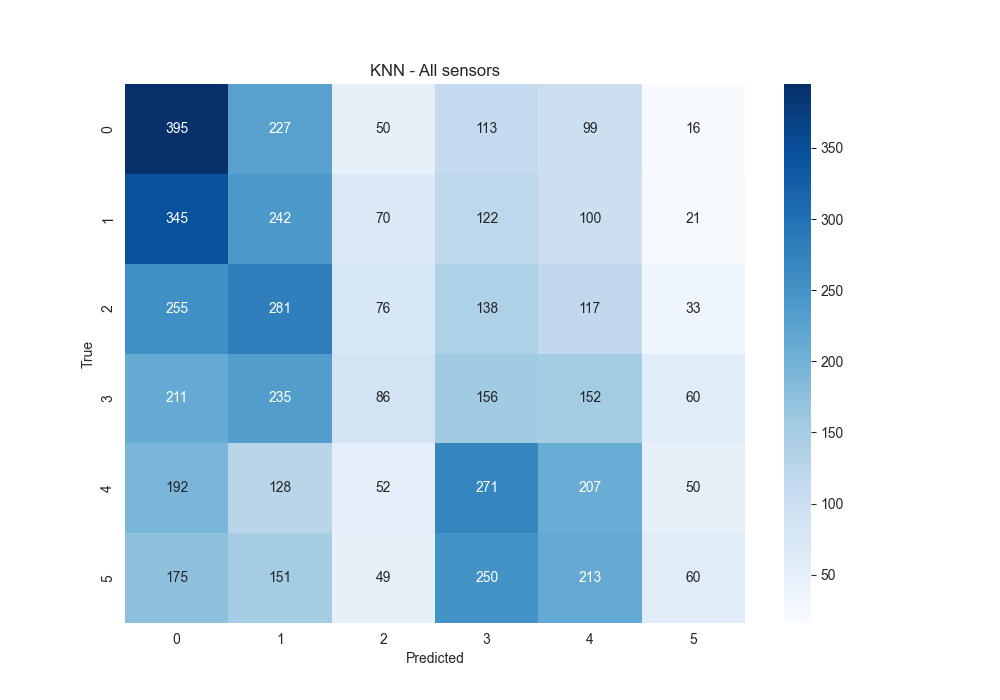 KNN - All sensors
0 395 227 50 113 99 16
1 345 242 70 122 100 21
2 255 281 76 138 117 33
3 211 235 86 156 152 60
4 192 128 52 271 207 50
5 175 151 49 250 213 60
0 1 2 3 4 5
Predicted
True
350
300
250
200
150
100
50